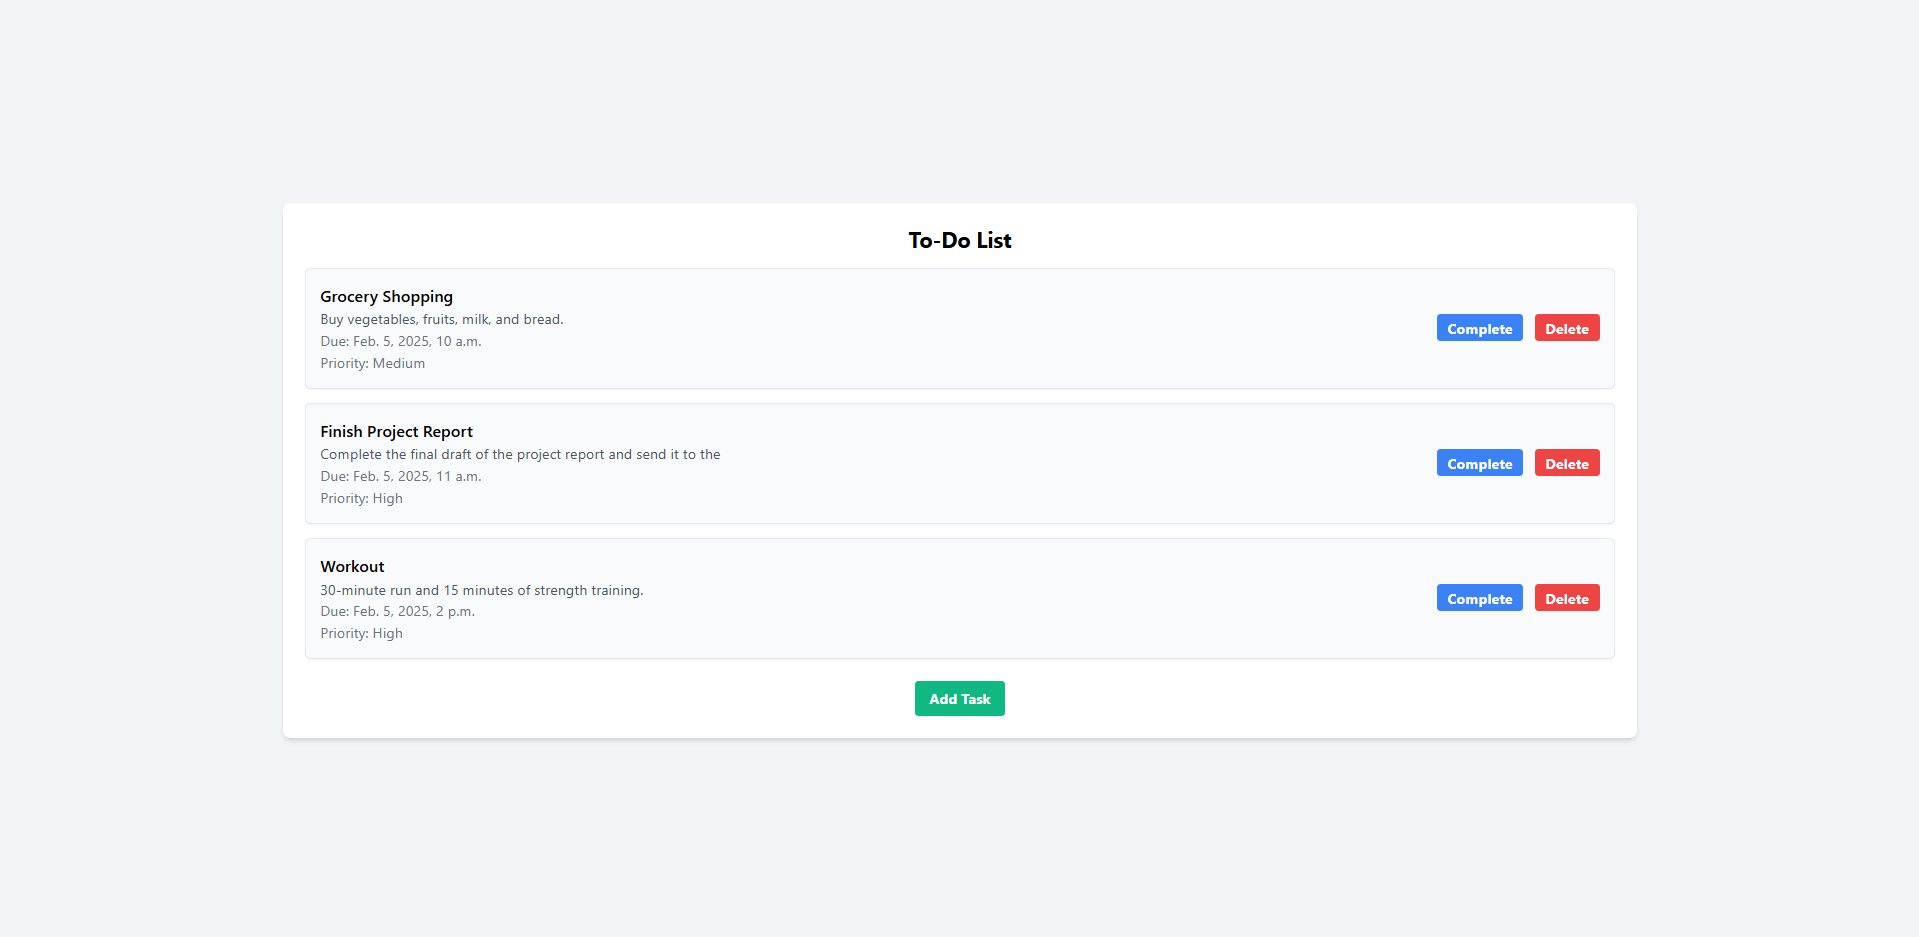 To-Do List
Grocery Shopping
Buy vegetables, fruits, milk, and bread.
Due: Feb. 5, 2025, 10 a.m.
Priority: Medium
Complete
Delete
Finish Project Report
Complete the final draft of the project report and send it to the
Due: Feb. 5, 2025, 11 a.m.
Priority: High
Complete
Delete
Workout
30-minute run and 15 minutes of strength training.
Due: Feb. 5, 2025, 2 p.m.
Priority: High
Complete
Delete
Add Task